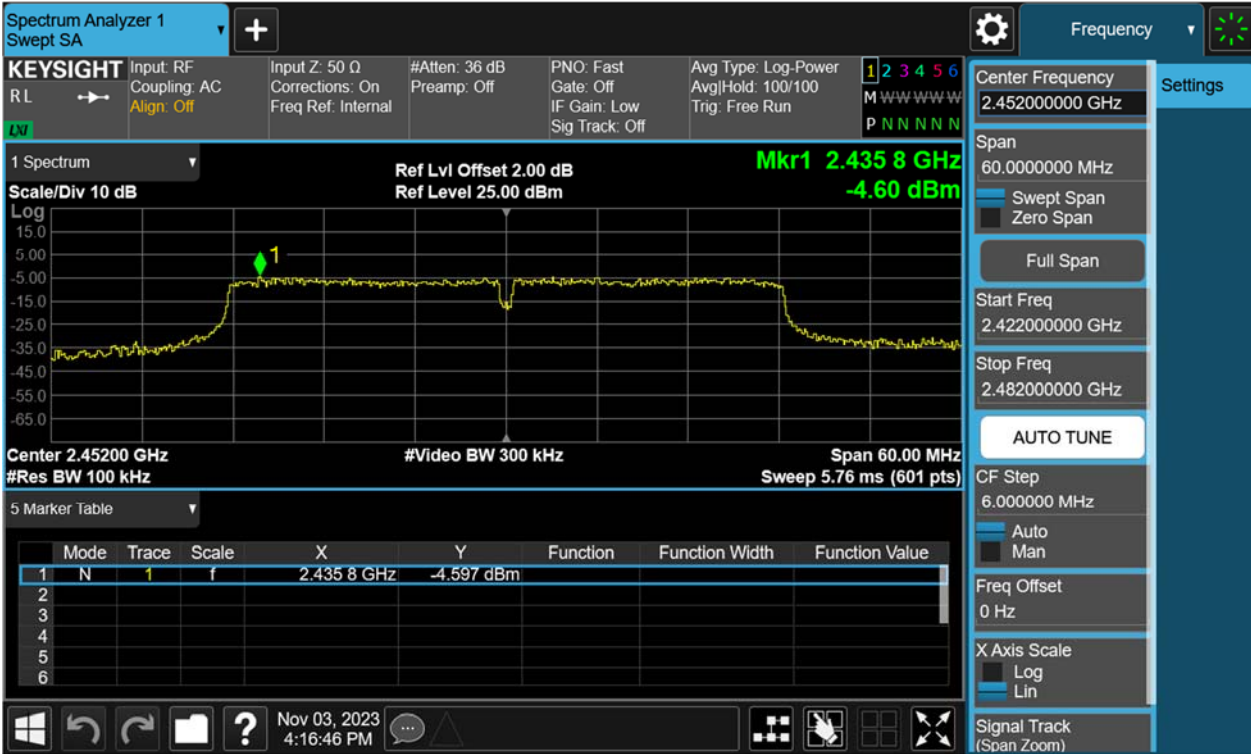 Spectrum Analyzer 1
Swept SA
+
Frequency
KEYSIGHT
R L
LXI
Input: RF
Coupling: AC
Align: Off
Input Z: 50 Ω
Corrections: On
Freq Ref: Internal
#Atten: 36 dB
Preamp: Off
PNO: Fast
Gate: Off
IF Gain: Low
Sig Track: Off
Avg Type: Log-Power
Avg|Hold: 100/100
Trig: Free Run
1 2 3 4 5 6
M W W W W W
P N N N N N
1 Spectrum
Scale/Div 10 dB
Ref Lvl Offset 2.00 dB
Ref Level 25.00 dBm
Mkr1 2.435 8 GHz
-4.60 dBm
Log
15.0
5.00
-5.00
-15.0
-25.0
-35.0
-45.0
-55.0
-65.0
1
Center 2.45200 GHz
#Res BW 100 kHz
#Video BW 300 kHz
Span 60.00 MHz
Sweep 5.76 ms (601 pts)
5 Marker Table
Mode Trace Scale X Y Function Function Width Function Value
1 N 1 f 2.435 8 GHz -4.597 dBm
2
3
4
5
6
?
Nov 03, 2023
4:16:46 PM
Center Frequency
2.452000000 GHz
Settings
Span
60.0000000 MHz
Swept Span
Zero Span
Full Span
Start Freq
2.422000000 GHz
Stop Freq
2.482000000 GHz
AUTO TUNE
CF Step
6.000000 MHz
Auto
Man
Freq Offset
0 Hz
X Axis Scale
Log
Lin
Signal Track
(Span Zoom)